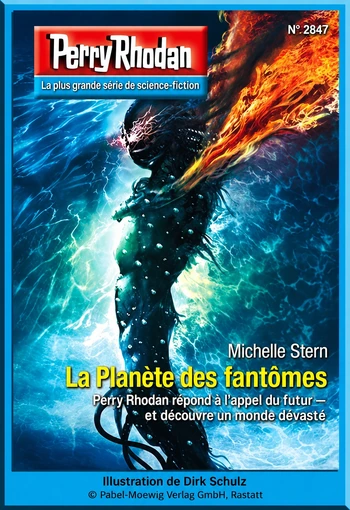 N° 2847
Perry Rhodan
La plus grande série de science-fiction
Michelle Stern
La Planète des fantômes
Perry Rhodan répond à l'appel du futur –
et découvre un monde dévasté
Illustration de Dirk Schulz
© Pabel-Moewig Verlag GmbH, Rastatt